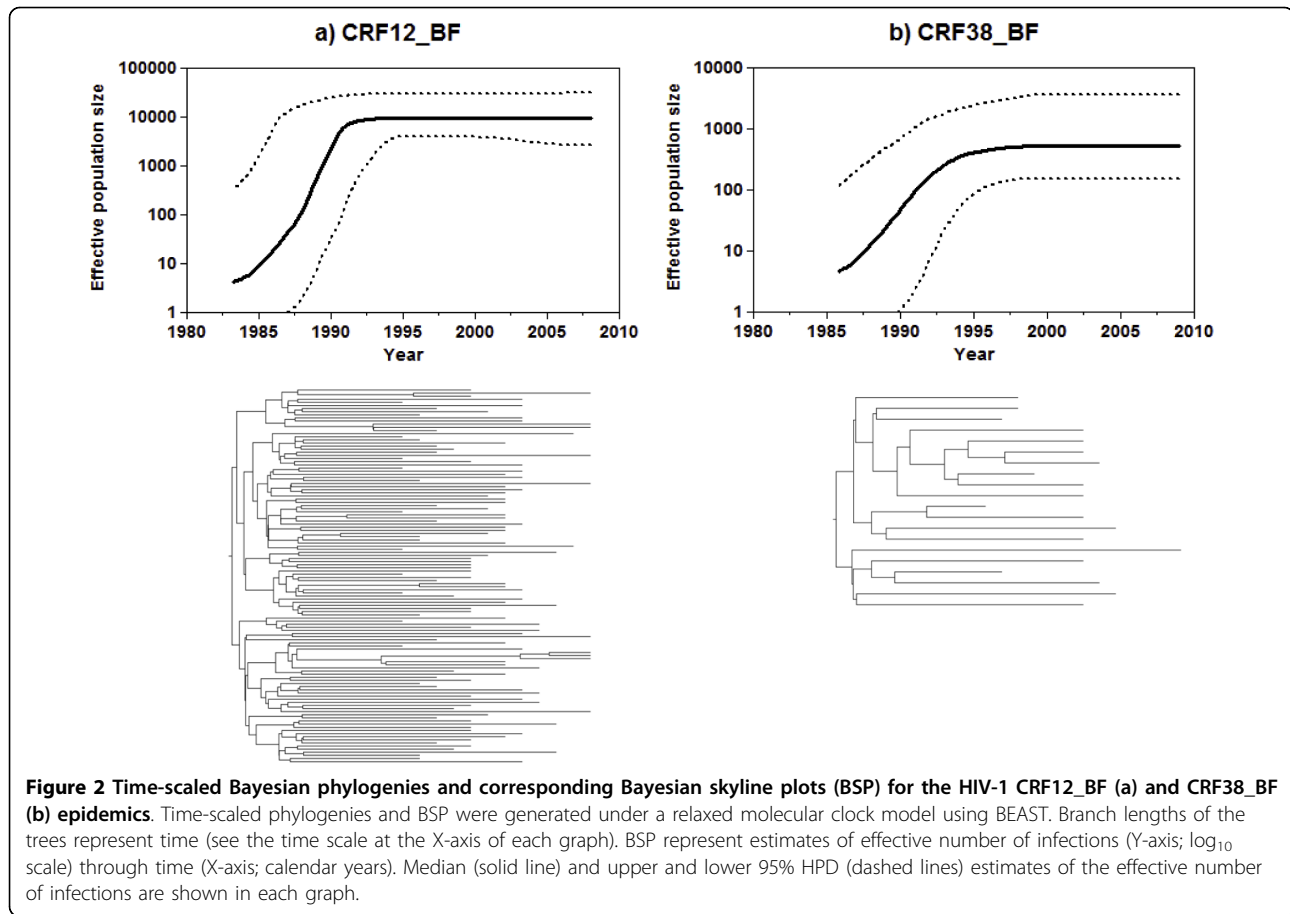 a) CRF12_BF
100000
10000
1000
100
10
1
Effective population size
1980 1985 1990 1995 2000 2005 2010
Year
b) CRF38_BF
10000
1000
100
10
1
Effective population size
1980 1985 1990 1995 2000 2005 2010
Year
Figure 2 Time-scaled Bayesian phylogenies and corresponding Bayesian skyline plots (BSP) for the HIV-1 CRF12_BF (a) and CRF38_BF
(b) epidemics. Time-scaled phylogenies and BSP were generated under a relaxed molecular clock model using BEAST. Branch lengths of the
trees represent time (see the time scale at the X-axis of each graph). BSP represent estimates of effective number of infections (Y-axis; log10
scale) through time (X-axis; calendar years). Median (solid line) and upper and lower 95% HPD (dashed lines) estimates of the effective number
of infections are shown in each graph.